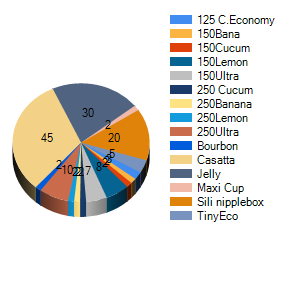 125 C.Economy
150Bana
150Cucum
150Lemon
150Ultra
250 Cucum
250Banana
250Lemon
250Ultra
Bourbon
Casatta
Jelly
Maxi Cup
Sili nipplebox
TinyEco
30
2
45
20
5
2
10
7
8